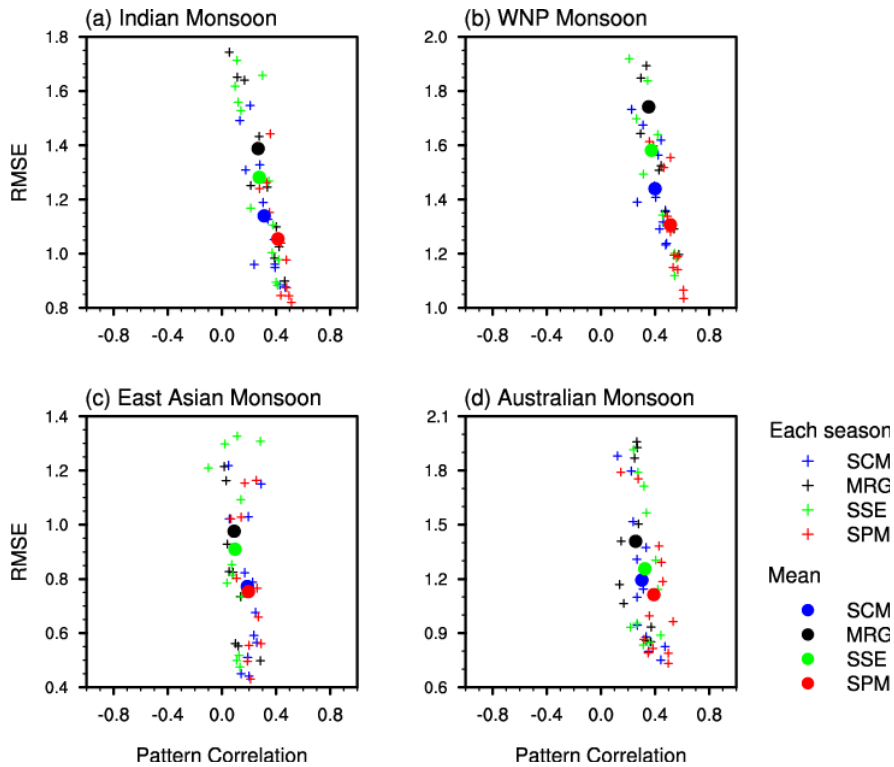 (a) Indian Monsoon
(b) WNP Monsoon
1.8
1.6
1.4
1.2
1.0
0.8
RMSE
-0.8 -0.4 0.0 0.4 0.8
2.0
1.8
1.6
1.4
1.2
1.0
-0.8 -0.4 0.0 0.4 0.8
(c) East Asian Monsoon
(d) Australian Monsoon
1.4
1.2
1.0
0.8
0.6
0.4
RMSE
-0.8 -0.4 0.0 0.4 0.8
Pattern Correlation
2.1
1.8
1.5
1.2
0.9
0.6
-0.8 -0.4 0.0 0.4 0.8
Pattern Correlation
Each season
SCM
MRG
SSE
SPM
Mean
SCM
MRG
SSE
SPM